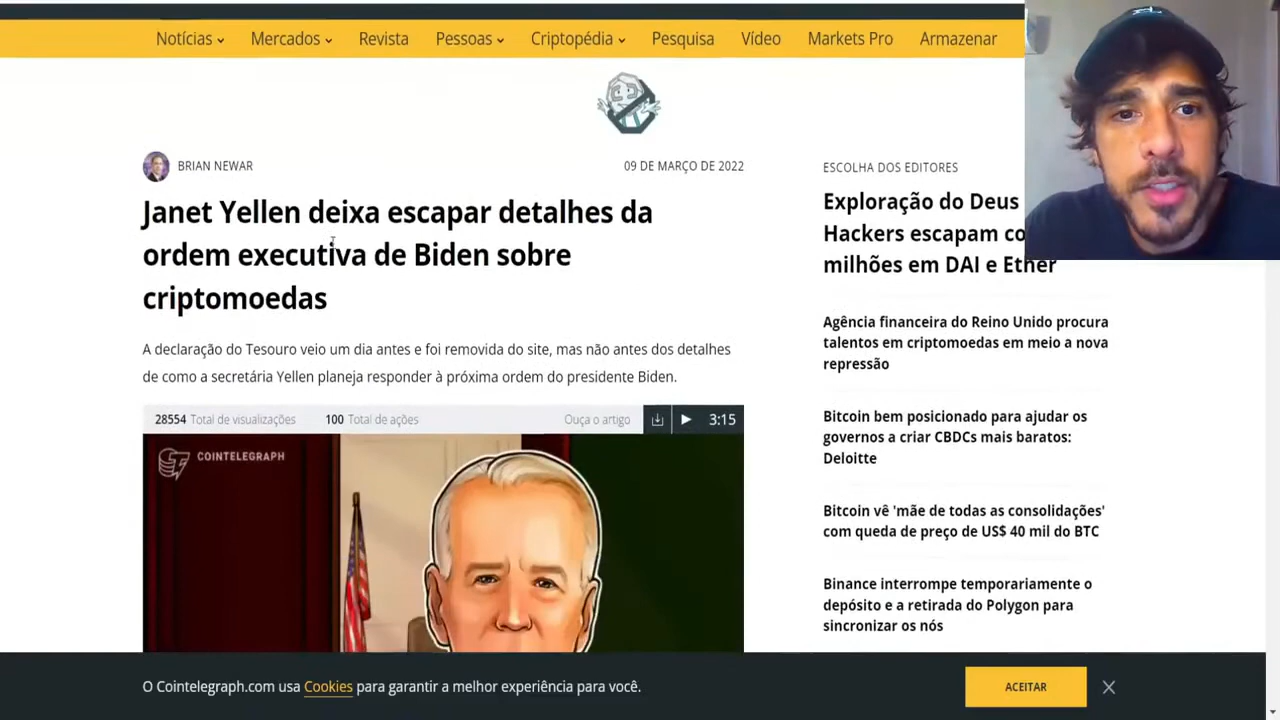 Notícias Mercados Revista Pessoas Criptopédia Pesquisa Vídeo Markets Pro Armazenar
BRIAN NEWAR
09 DE MARÇO DE 2022
Janet Yellen deixa escapar detalhes da
ordem executiva de Biden sobre
criptomoedas
A declaração do Tesouro veio um dia antes e foi removida do site, mas não antes dos detalhes
de como a secretária Yellen planeja responder à próxima ordem do presidente Biden.
28554 Total de visualizações 100 Total de ações Ouça o artigo 3:15
COINTELEGRAPH
ESCOLHA DOS EDITORES
Exploração do Deus
Hackers escapam co
milhões em DAI e Ether
Agência financeira do Reino Unido procura
talentos em criptomoedas em meio a nova
repressão
Bitcoin bem posicionado para ajudar os
governos a criar CBDCs mais baratos:
Deloitte
Bitcoin vê 'mãe de todas as consolidações'
com queda de preço de US$ 40 mil do BTC
Binance interrompe temporariamente o
depósito e a retirada do Polygon para
sincronizar os nós
O Cointelegraph.com usa Cookies para garantir a melhor experiência para você.
ACEITAR